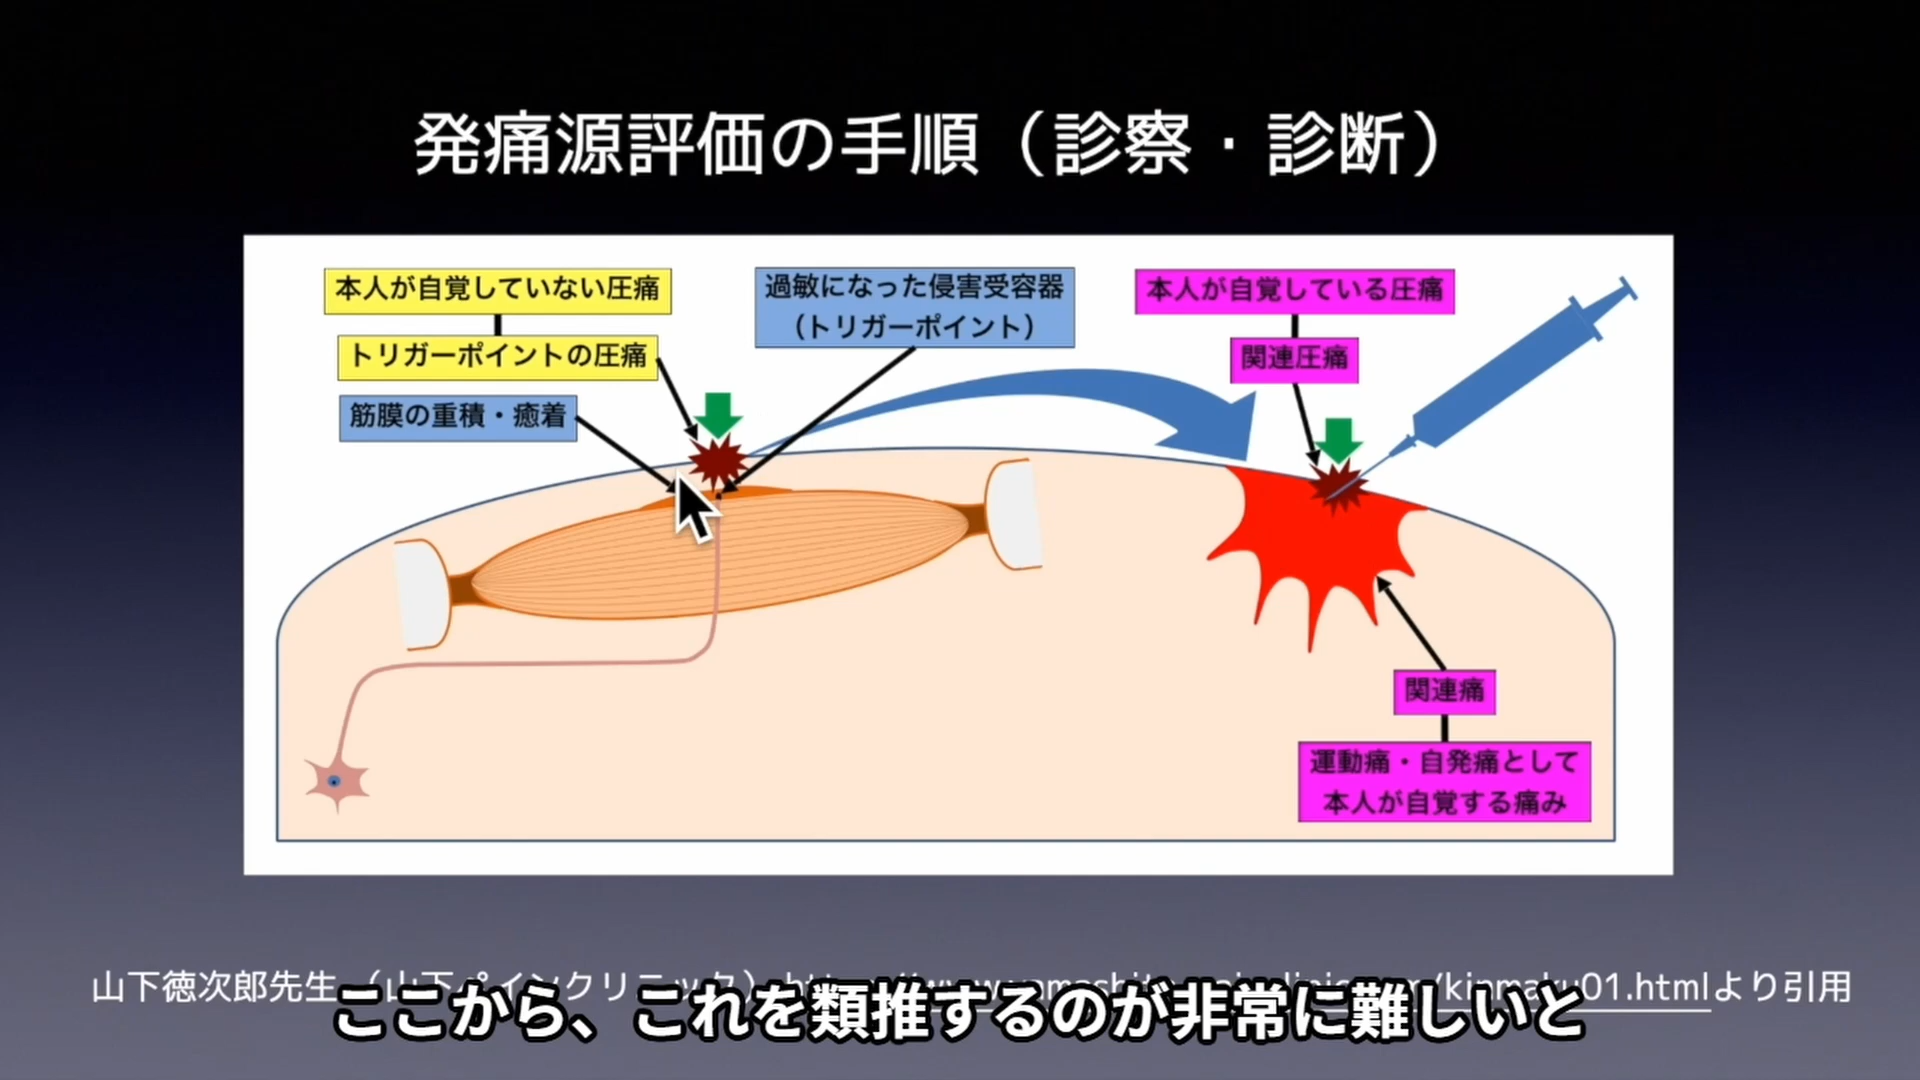 発痛源評価の手順（診察・診断）
本人が自覚していない圧痛
トリガーポイントの圧痛
筋膜の重積・癒着
過敏になった侵害受容器
（トリガーポイント）
本人が自覚している圧痛
関連圧痛
関連痛
運動痛・自発痛として
本人が自覚する痛み
山下徳次郎先生（山下ペインクリニック）/kinmaku01.htmlより引用
ここから、これを類推するのが非常に難しいと